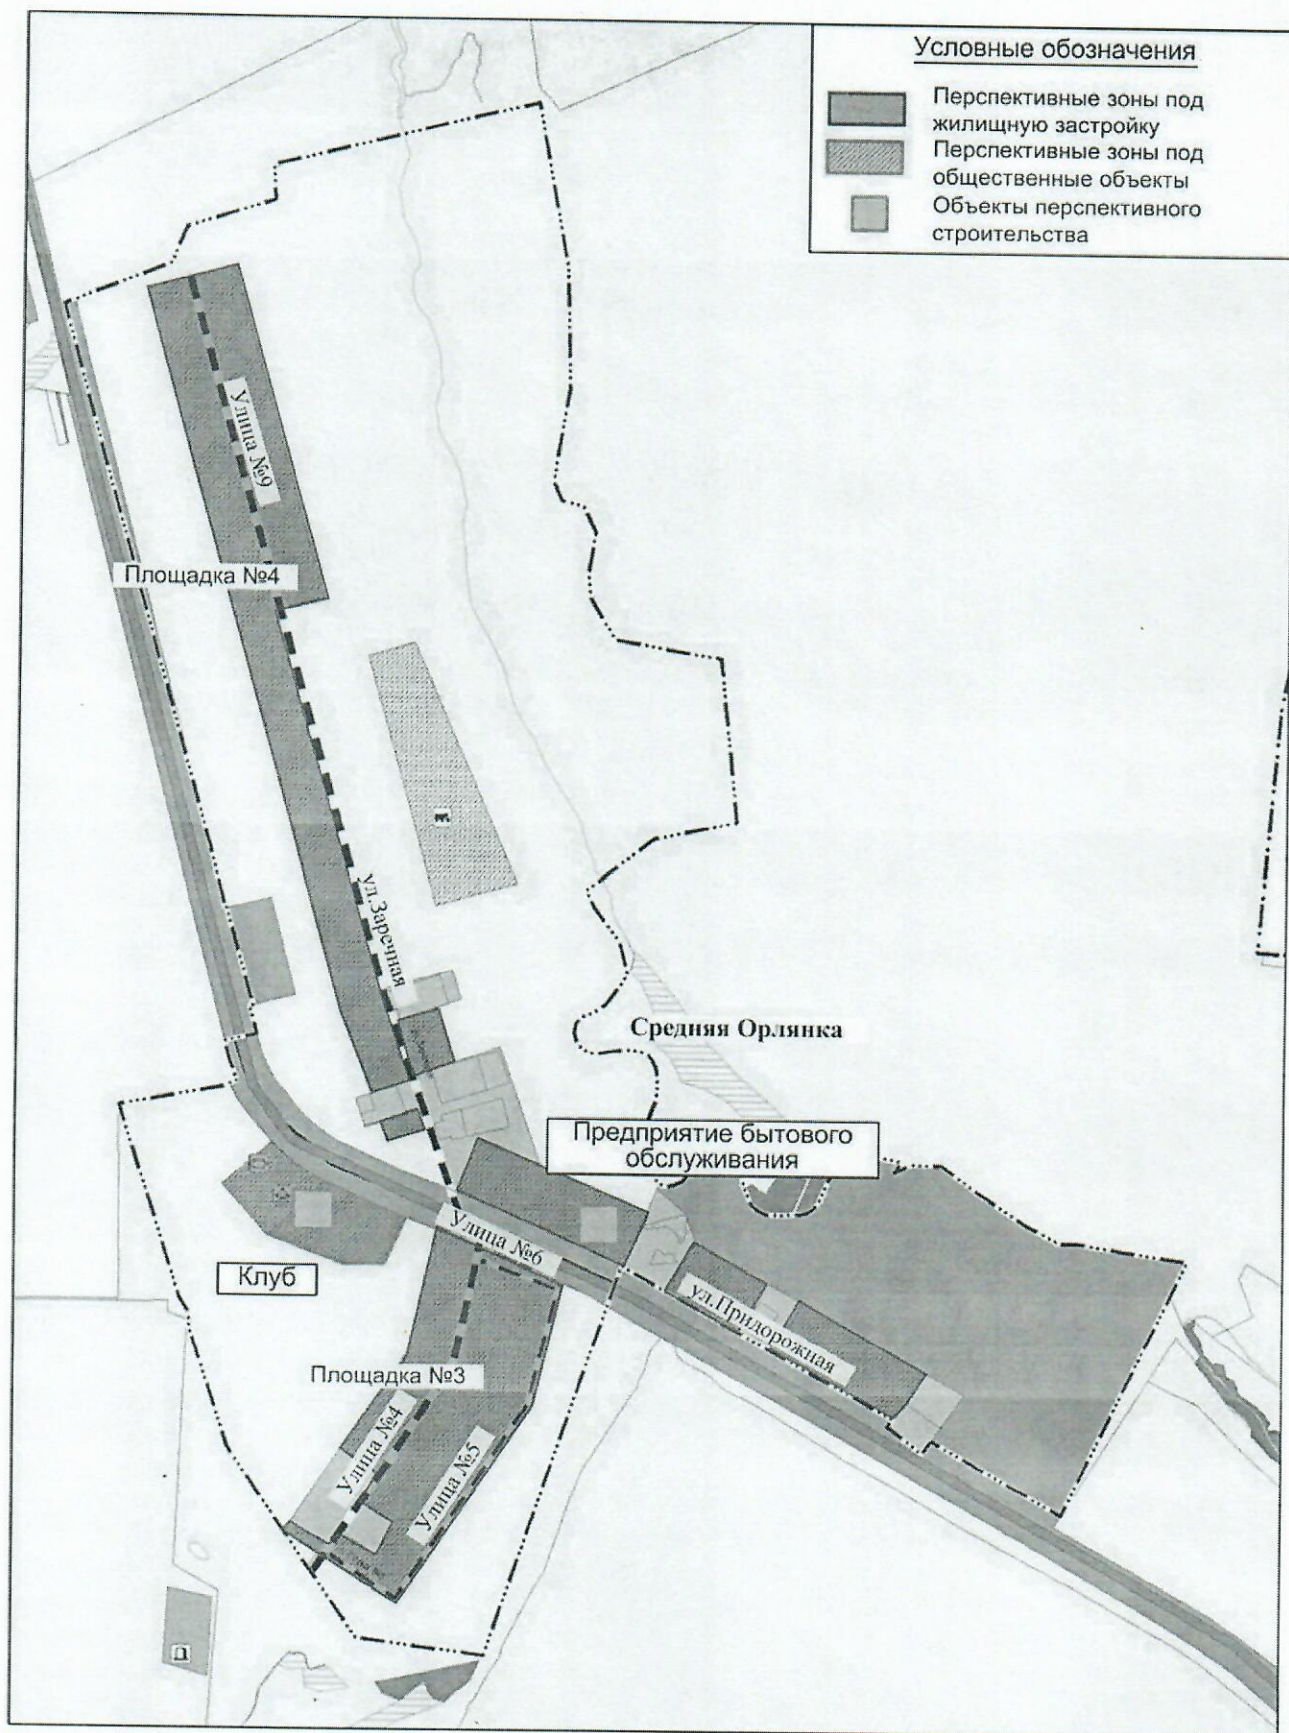 Условные обозначения
Перспективные зоны под
жилищную застройку
Перспективные зоны под
общественные объекты
Объекты перспективного
строительства
Улица №9
Площадка №4
ул.Заречная
Средняя Орлянка
Предприятие бытового
обслуживания
Улица №6
Клуб
ул.Придорожная
Площадка №3
Улица №4
Улица №5